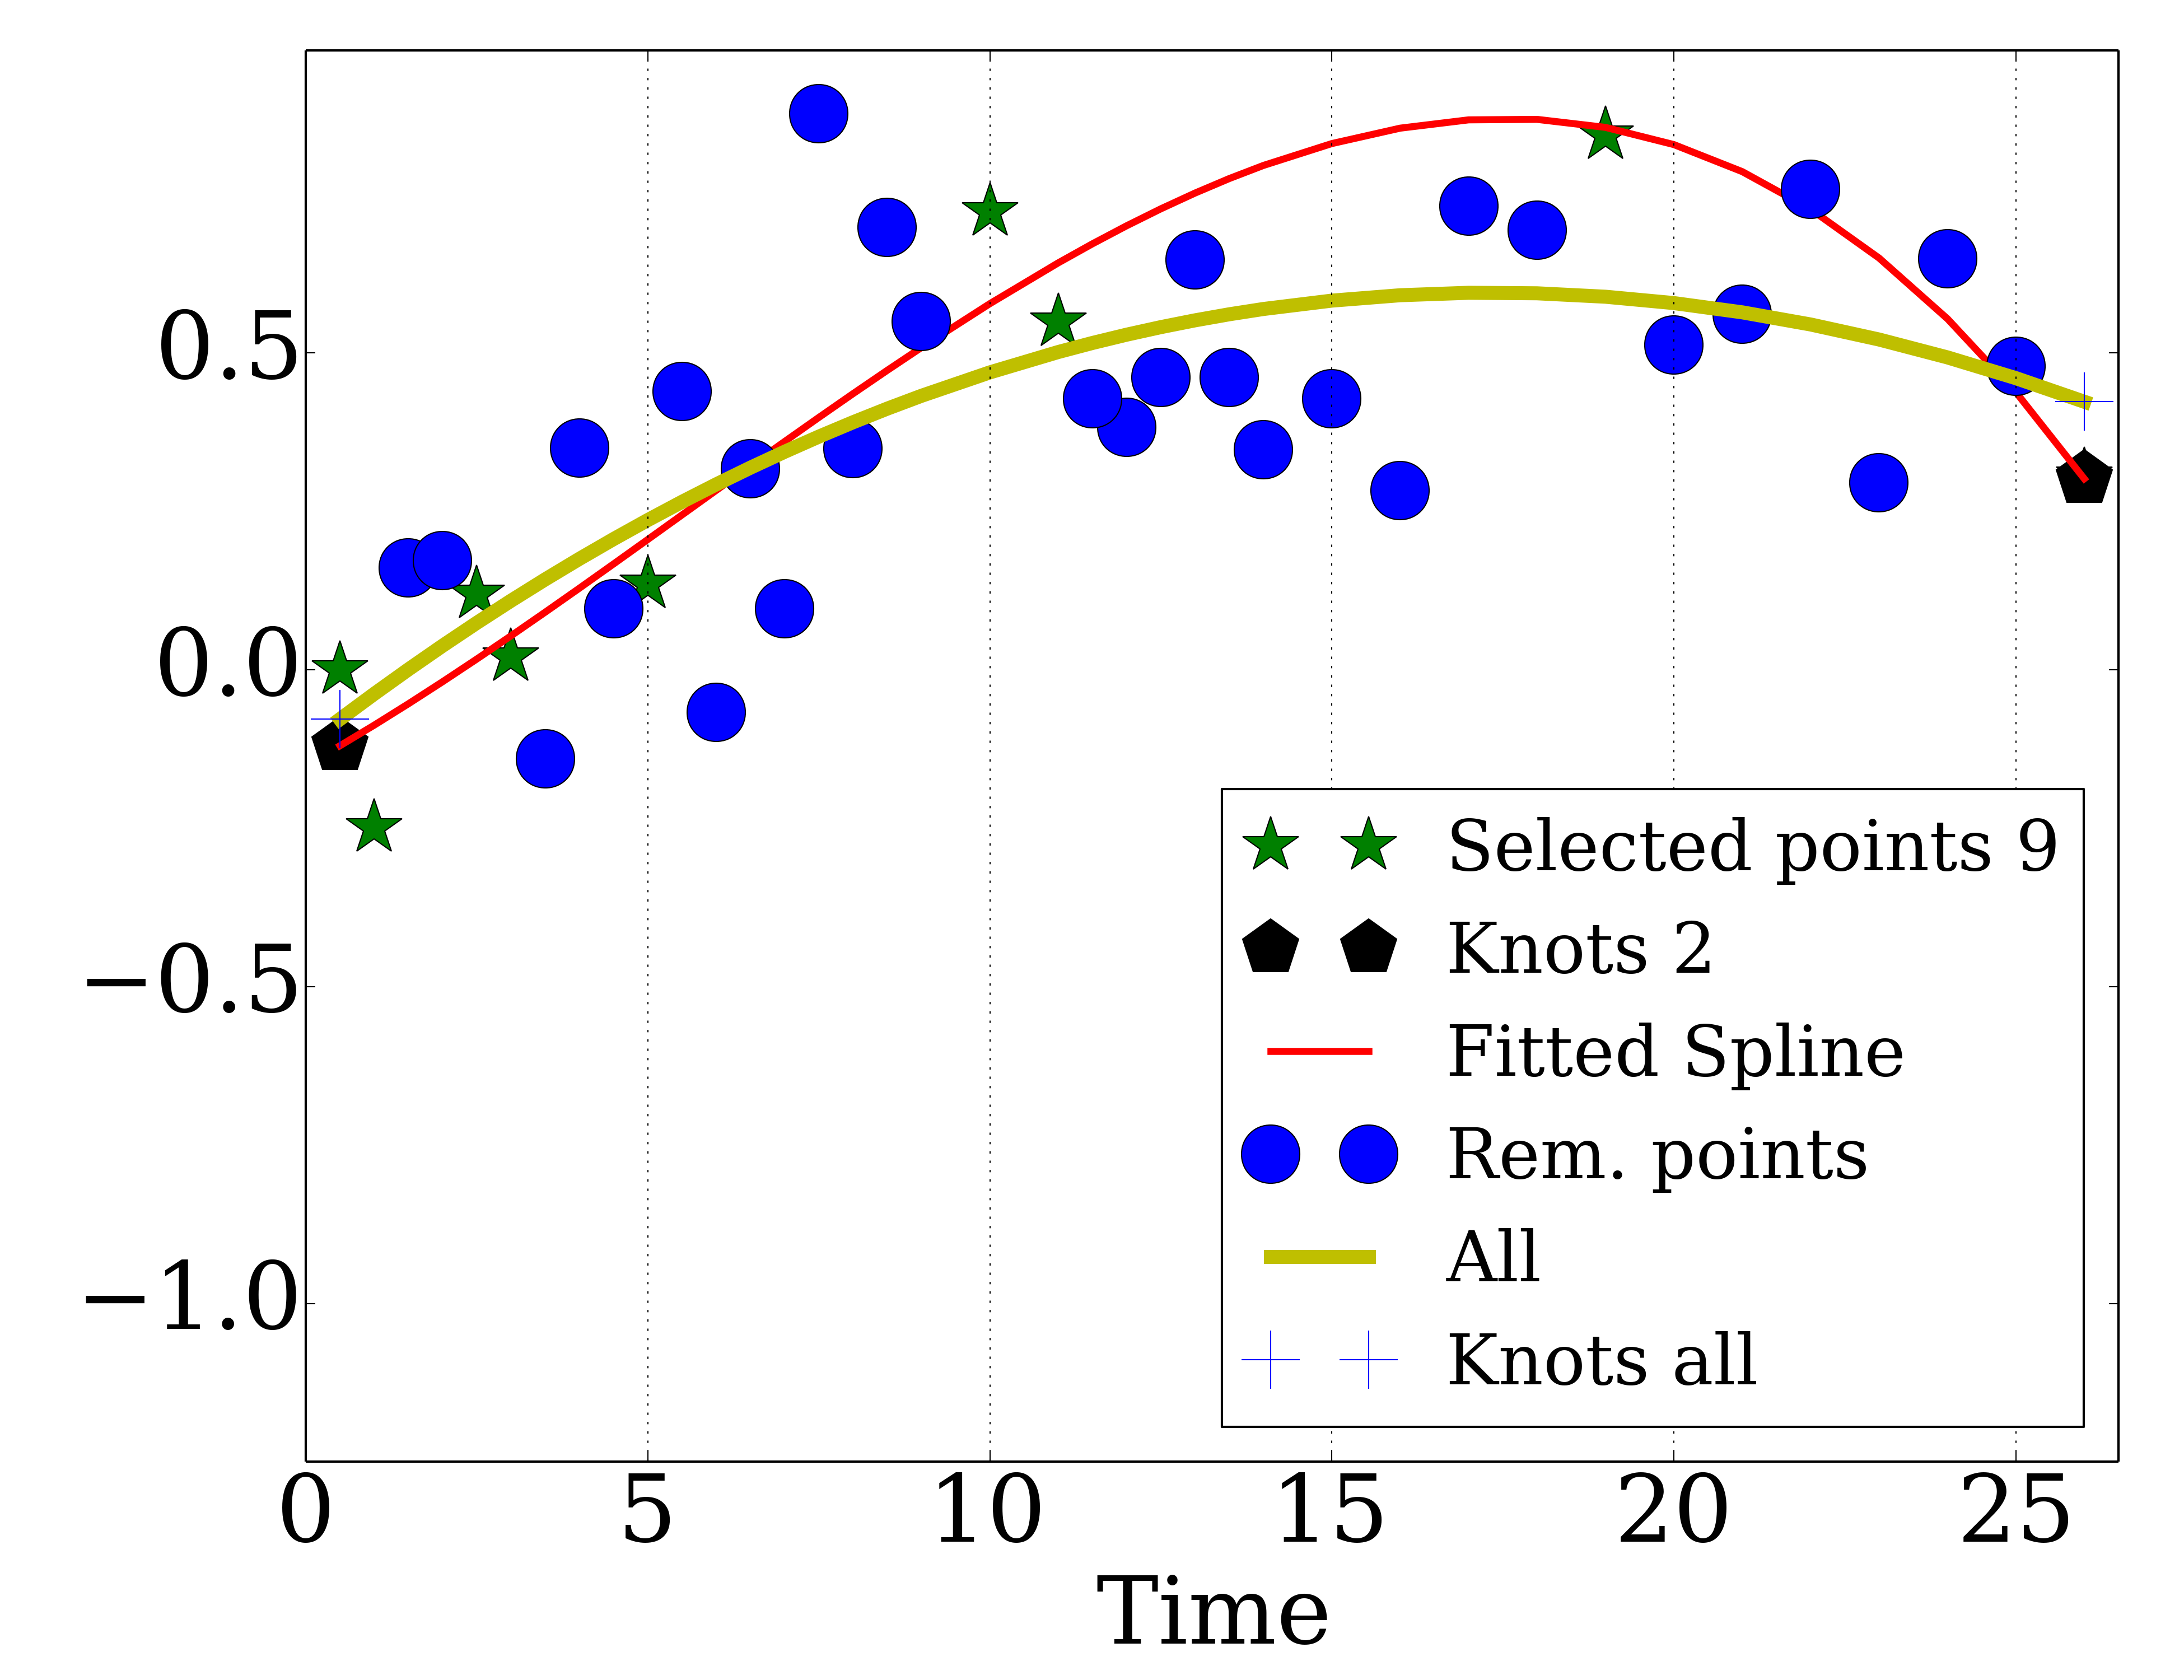 0.5
0.0
−0.5
−1.0
0 5 10 15 20 25
Time
Selected points 9
Knots 2
Fitted Spline
Rem. points
All
Knots all